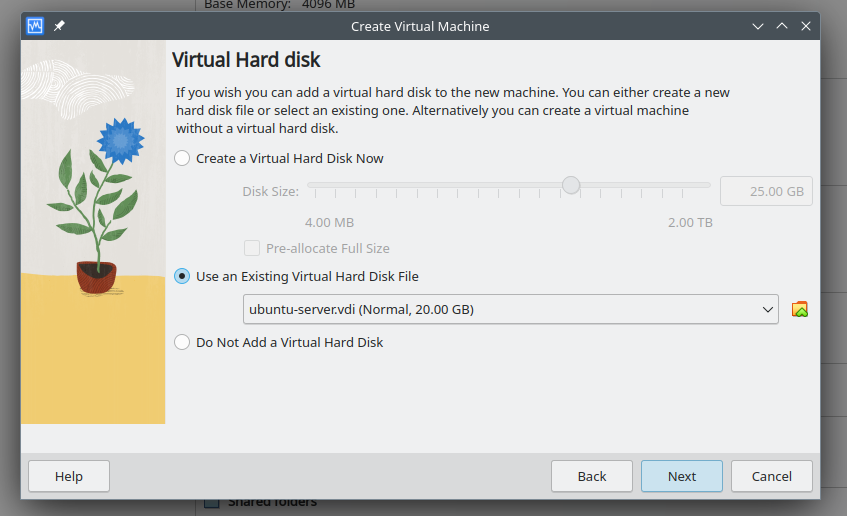 Base Memory: 4096 MB
Create Virtual Machine
Virtual Hard disk
If you wish you can add a virtual hard disk to the new machine. You can either create a new
hard disk file or select an existing one. Alternatively you can create a virtual machine
without a virtual hard disk.
Create a Virtual Hard Disk Now
Disk Size:
25.00 GB
4.00 MB
2.00 TB
Pre-allocate Full Size
Use an Existing Virtual Hard Disk File
ubuntu-server.vdi (Normal, 20.00 GB)
Do Not Add a Virtual Hard Disk
Help
Back
Next
Cancel
Shared folders